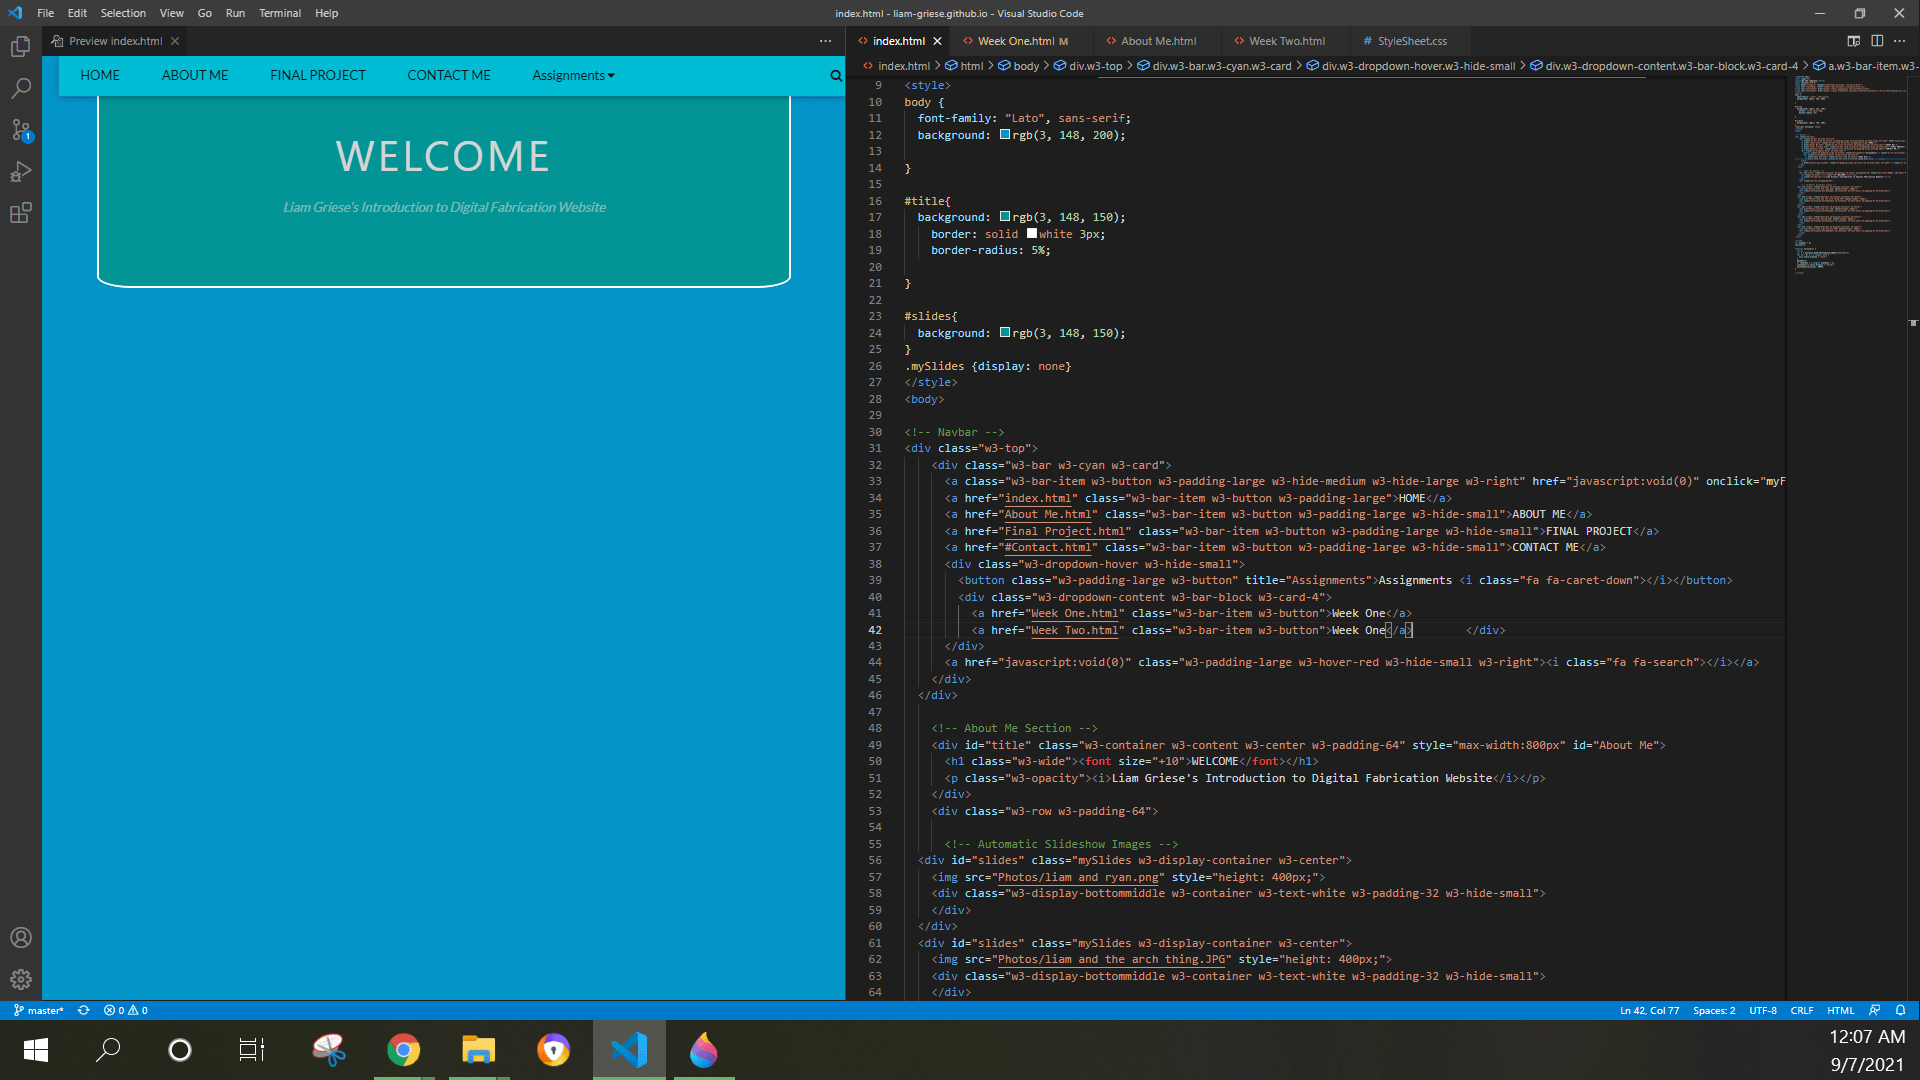 File Edit Selection View Go Run Terminal Help
index.html - liam-griese.github.io - Visual Studio Code
Preview index.html
HOME ABOUT ME FINAL PROJECT CONTACT ME Assignments
WELCOME
Liam Griese's Introduction to Digital Fabrication Website
index.html Week One.html M About Me.html Week Two.html # StyleSheet.css
index.html > html > body > div.w3-top > div.w3-bar.w3-cyan.w3-card > div.w3-dropdown-hover.w3-hide-small > div.w3-dropdown-content.w3-bar-block.w3-card-4 > a.w3-bar-item.w3-
9 <style>
10 body {
11 font-family: "Lato", sans-serif;
12 background: rgb(3, 148, 200);
13
14 }
15
16 #title{
17 background: rgb(3, 148, 150);
18 border: solid white 3px;
19 border-radius: 5%;
20
21 }
22
23 #slides{
24 background: rgb(3, 148, 150);
25 }
26 .mySlides {display: none}
27 </style>
28 <body>
29
30 <!-- Navbar -->
31 <div class="w3-top">
32 <div class="w3-bar w3-cyan w3-card">
33 <a class="w3-bar-item w3-button w3-padding-large w3-hide-medium w3-hide-large w3-right" href="javascript:void(0)" onclick="myF
34 <a href="index.html" class="w3-bar-item w3-button w3-padding-large">HOME</a>
35 <a href="About Me.html" class="w3-bar-item w3-button w3-padding-large w3-hide-small">ABOUT ME</a>
36 <a href="Final Project.html" class="w3-bar-item w3-button w3-padding-large w3-hide-small">FINAL PROJECT</a>
37 <a href="#Contact.html" class="w3-bar-item w3-button w3-padding-large w3-hide-small">CONTACT ME</a>
38 <div class="w3-dropdown-hover w3-hide-small">
39 <button class="w3-padding-large w3-button" title="Assignments">Assignments <i class="fa fa-caret-down"></i></button>
40 <div class="w3-dropdown-content w3-bar-block w3-card-4">
41 <a href="Week One.html" class="w3-bar-item w3-button">Week One</a>
42 <a href="Week Two.html" class="w3-bar-item w3-button">Week One</a> </div>
43 </div>
44 <a href="javascript:void(0)" class="w3-padding-large w3-hover-red w3-hide-small w3-right"><i class="fa fa-search"></i></a>
45 </div>
46 </div>
47
48 <!-- About Me Section -->
49 <div id="title" class="w3-container w3-content w3-center w3-padding-64" style="max-width:800px" id="About Me">
50 <h1 class="w3-wide"><font size="+10">WELCOME</font></h1>
51 <p class="w3-opacity"><i>Liam Griese's Introduction to Digital Fabrication Website</i></p>
52 </div>
53 <div class="w3-row w3-padding-64">
54
55 <!-- Automatic Slideshow Images -->
56 <div id="slides" class="mySlides w3-display-container w3-center">
57 <img src="Photos/liam and ryan.png" style="height: 400px;">
58 <div class="w3-display-bottommiddle w3-container w3-text-white w3-padding-32 w3-hide-small">
59 </div>
60 </div>
61 <div id="slides" class="mySlides w3-display-container w3-center">
62 <img src="Photos/liam and the arch thing.JPG" style="height: 400px;">
63 <div class="w3-display-bottommiddle w3-container w3-text-white w3-padding-32 w3-hide-small">
64 </div>
1
master* 0 0
Ln 42, Col 77 Spaces: 2 UTF-8 CRLF HTML
12:07 AM
9/7/2021